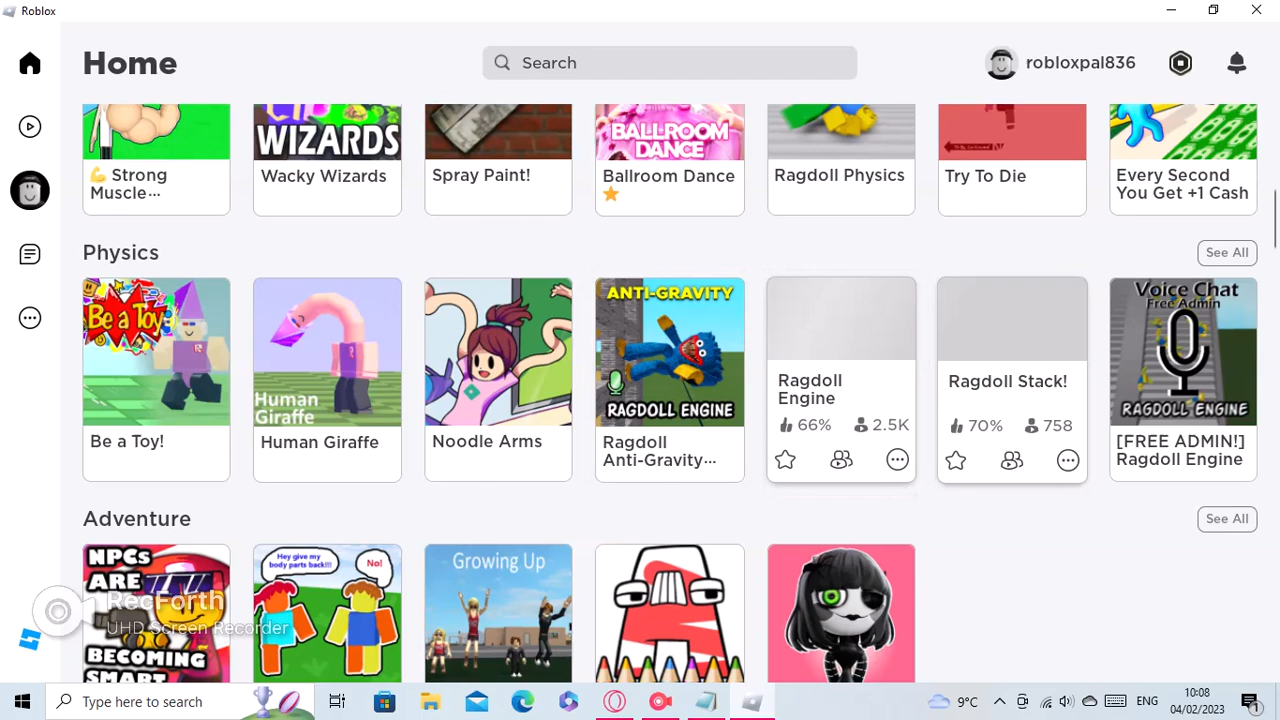 Roblox
Home
Search
robloxpal836
WIZARDS
BALLROOM
DANCE
💪 Strong
Muscle...
Wacky Wizards
Spray Paint!
Ballroom Dance
⭐
Ragdoll Physics
Try To Die
Every Second
You Get +1 Cash
Physics
See All
Be a Toy!
Human
Giraffe
ANTI-GRAVITY
RAGDOLL ENGINE
Voice Chat
Free Admin
RAGDOLL ENGINE
Be a Toy!
Human Giraffe
Noodle Arms
Ragdoll
Anti-Gravity...
Ragdoll
Engine
66% 2.5K
Ragdoll Stack!
70% 758
[FREE ADMIN!]
Ragdoll Engine
Adventure
See All
NPCs
ARE
BECOMING
SMART
Hey give my
body parts back!!!
No!
Growing Up
RecForth
UHD Screen Recorder
Type here to search
9°C
ENG
10:08
04/02/2023
1